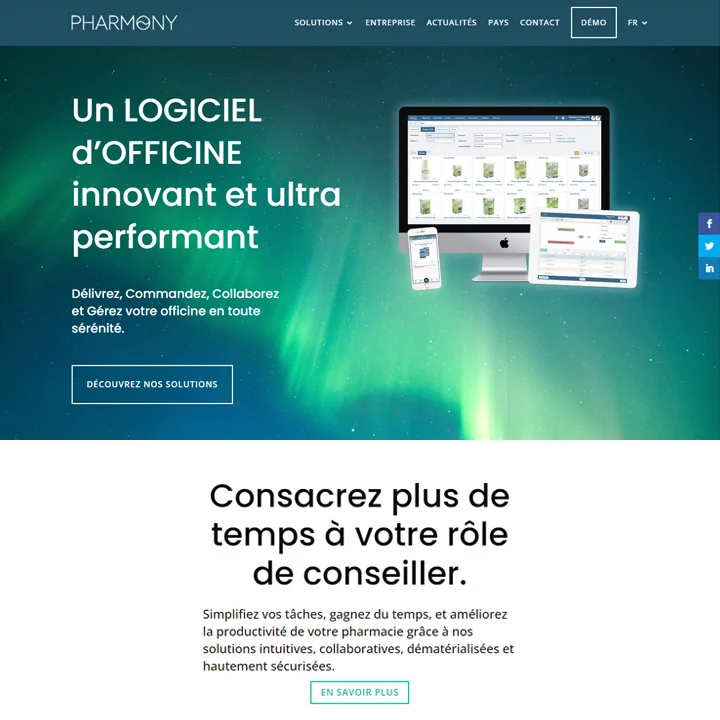 PHARMONY
SOLUTIONS
ENTREPRISE
ACTUALITÉS
PAYS
CONTACT
DÉMO
FR
Un LOGICIEL
d’OFFICINE
innovant et ultra
performant
Délivrez, Commandez, Collaborez
et Gérez votre officine en toute
sérénité.
DÉCOUVREZ NOS SOLUTIONS
Consacrez plus de
temps à votre rôle
de conseiller.
Simplifiez vos tâches, gagnez du temps, et améliorez
la productivité de votre pharmacie grâce à nos
solutions intuitives, collaboratives, dématérialisées et
hautement sécurisées.
EN SAVOIR PLUS